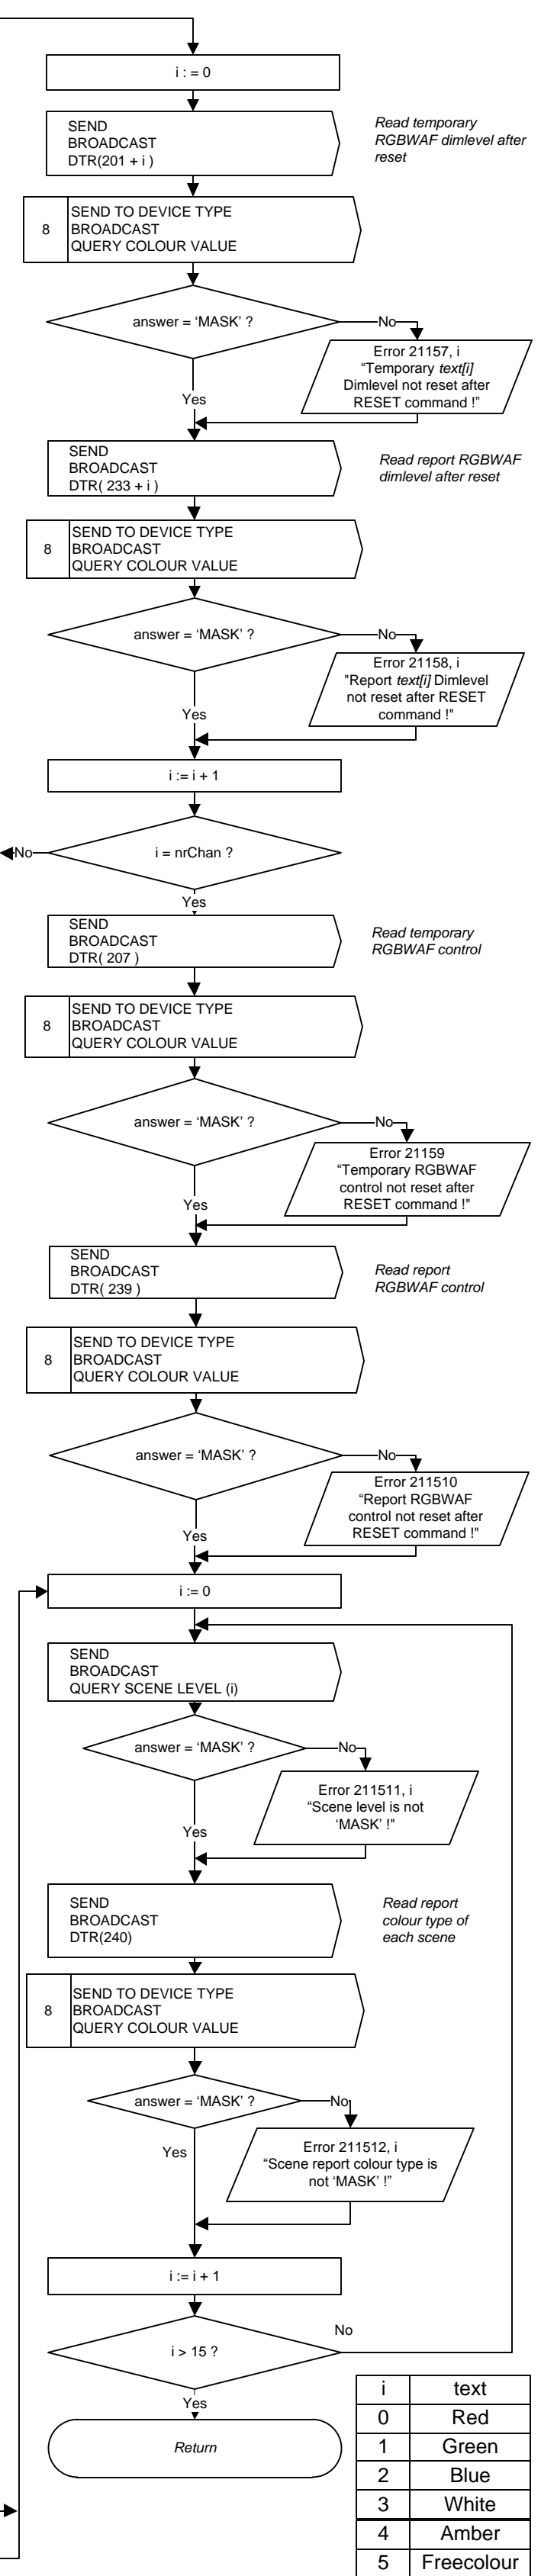 i : = 0
SEND
BROADCAST
DTR(201 + i )
Read temporary
RGBWAF dimlevel after
reset
8
SEND TO DEVICE TYPE
BROADCAST
QUERY COLOUR VALUE
answer = ‘MASK’ ?
No
Error 21157, i
“Temporary text[i]
Dimlevel not reset after
RESET command !”
Yes
SEND
BROADCAST
DTR( 233 + i )
Read report RGBWAF
dimlevel after reset
8
SEND TO DEVICE TYPE
BROADCAST
QUERY COLOUR VALUE
answer = ‘MASK’ ?
No
Error 21158, i
"Report text[i] Dimlevel
not reset after RESET
command !"
Yes
i := i + 1
i = nrChan ?
No
Yes
SEND
BROADCAST
DTR( 207 )
Read temporary
RGBWAF control
8
SEND TO DEVICE TYPE
BROADCAST
QUERY COLOUR VALUE
answer = ‘MASK’ ?
No
Error 21159
“Temporary RGBWAF
control not reset after
RESET command !"
Yes
SEND
BROADCAST
DTR( 239 )
Read report
RGBWAF control
8
SEND TO DEVICE TYPE
BROADCAST
QUERY COLOUR VALUE
answer = ‘MASK’ ?
No
Error 211510
“Report RGBWAF
control not reset after
RESET command !"
Yes
i := 0
SEND
BROADCAST
QUERY SCENE LEVEL (i)
answer = ‘MASK’ ?
No
Error 211511, i
“Scene level is not
‘MASK’ !"
Yes
SEND
BROADCAST
DTR(240)
Read report
colour type of
each scene
8
SEND TO DEVICE TYPE
BROADCAST
QUERY COLOUR VALUE
answer = ‘MASK’ ?
No
Error 211512, i
“Scene report colour type is
not ‘MASK’ !”
Yes
i := i + 1
i > 15 ?
No
Yes
Return
i text
0 Red
1 Green
2 Blue
3 White
4 Amber
5 Freecolour